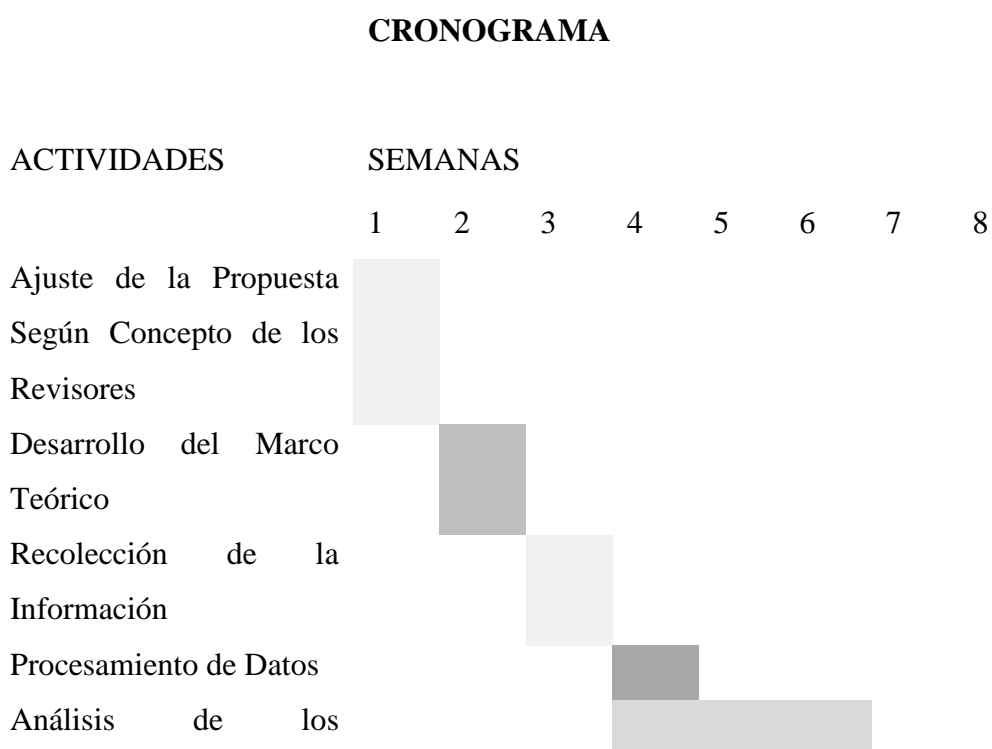 CRONOGRAMA
ACTIVIDADES SEMANAS
1 2 3 4 5 6 7 8
Ajuste de la Propuesta
Según Concepto de los
Revisores
Desarrollo del Marco
Teórico
Recolección de la
Información
Procesamiento de Datos
Análisis de los